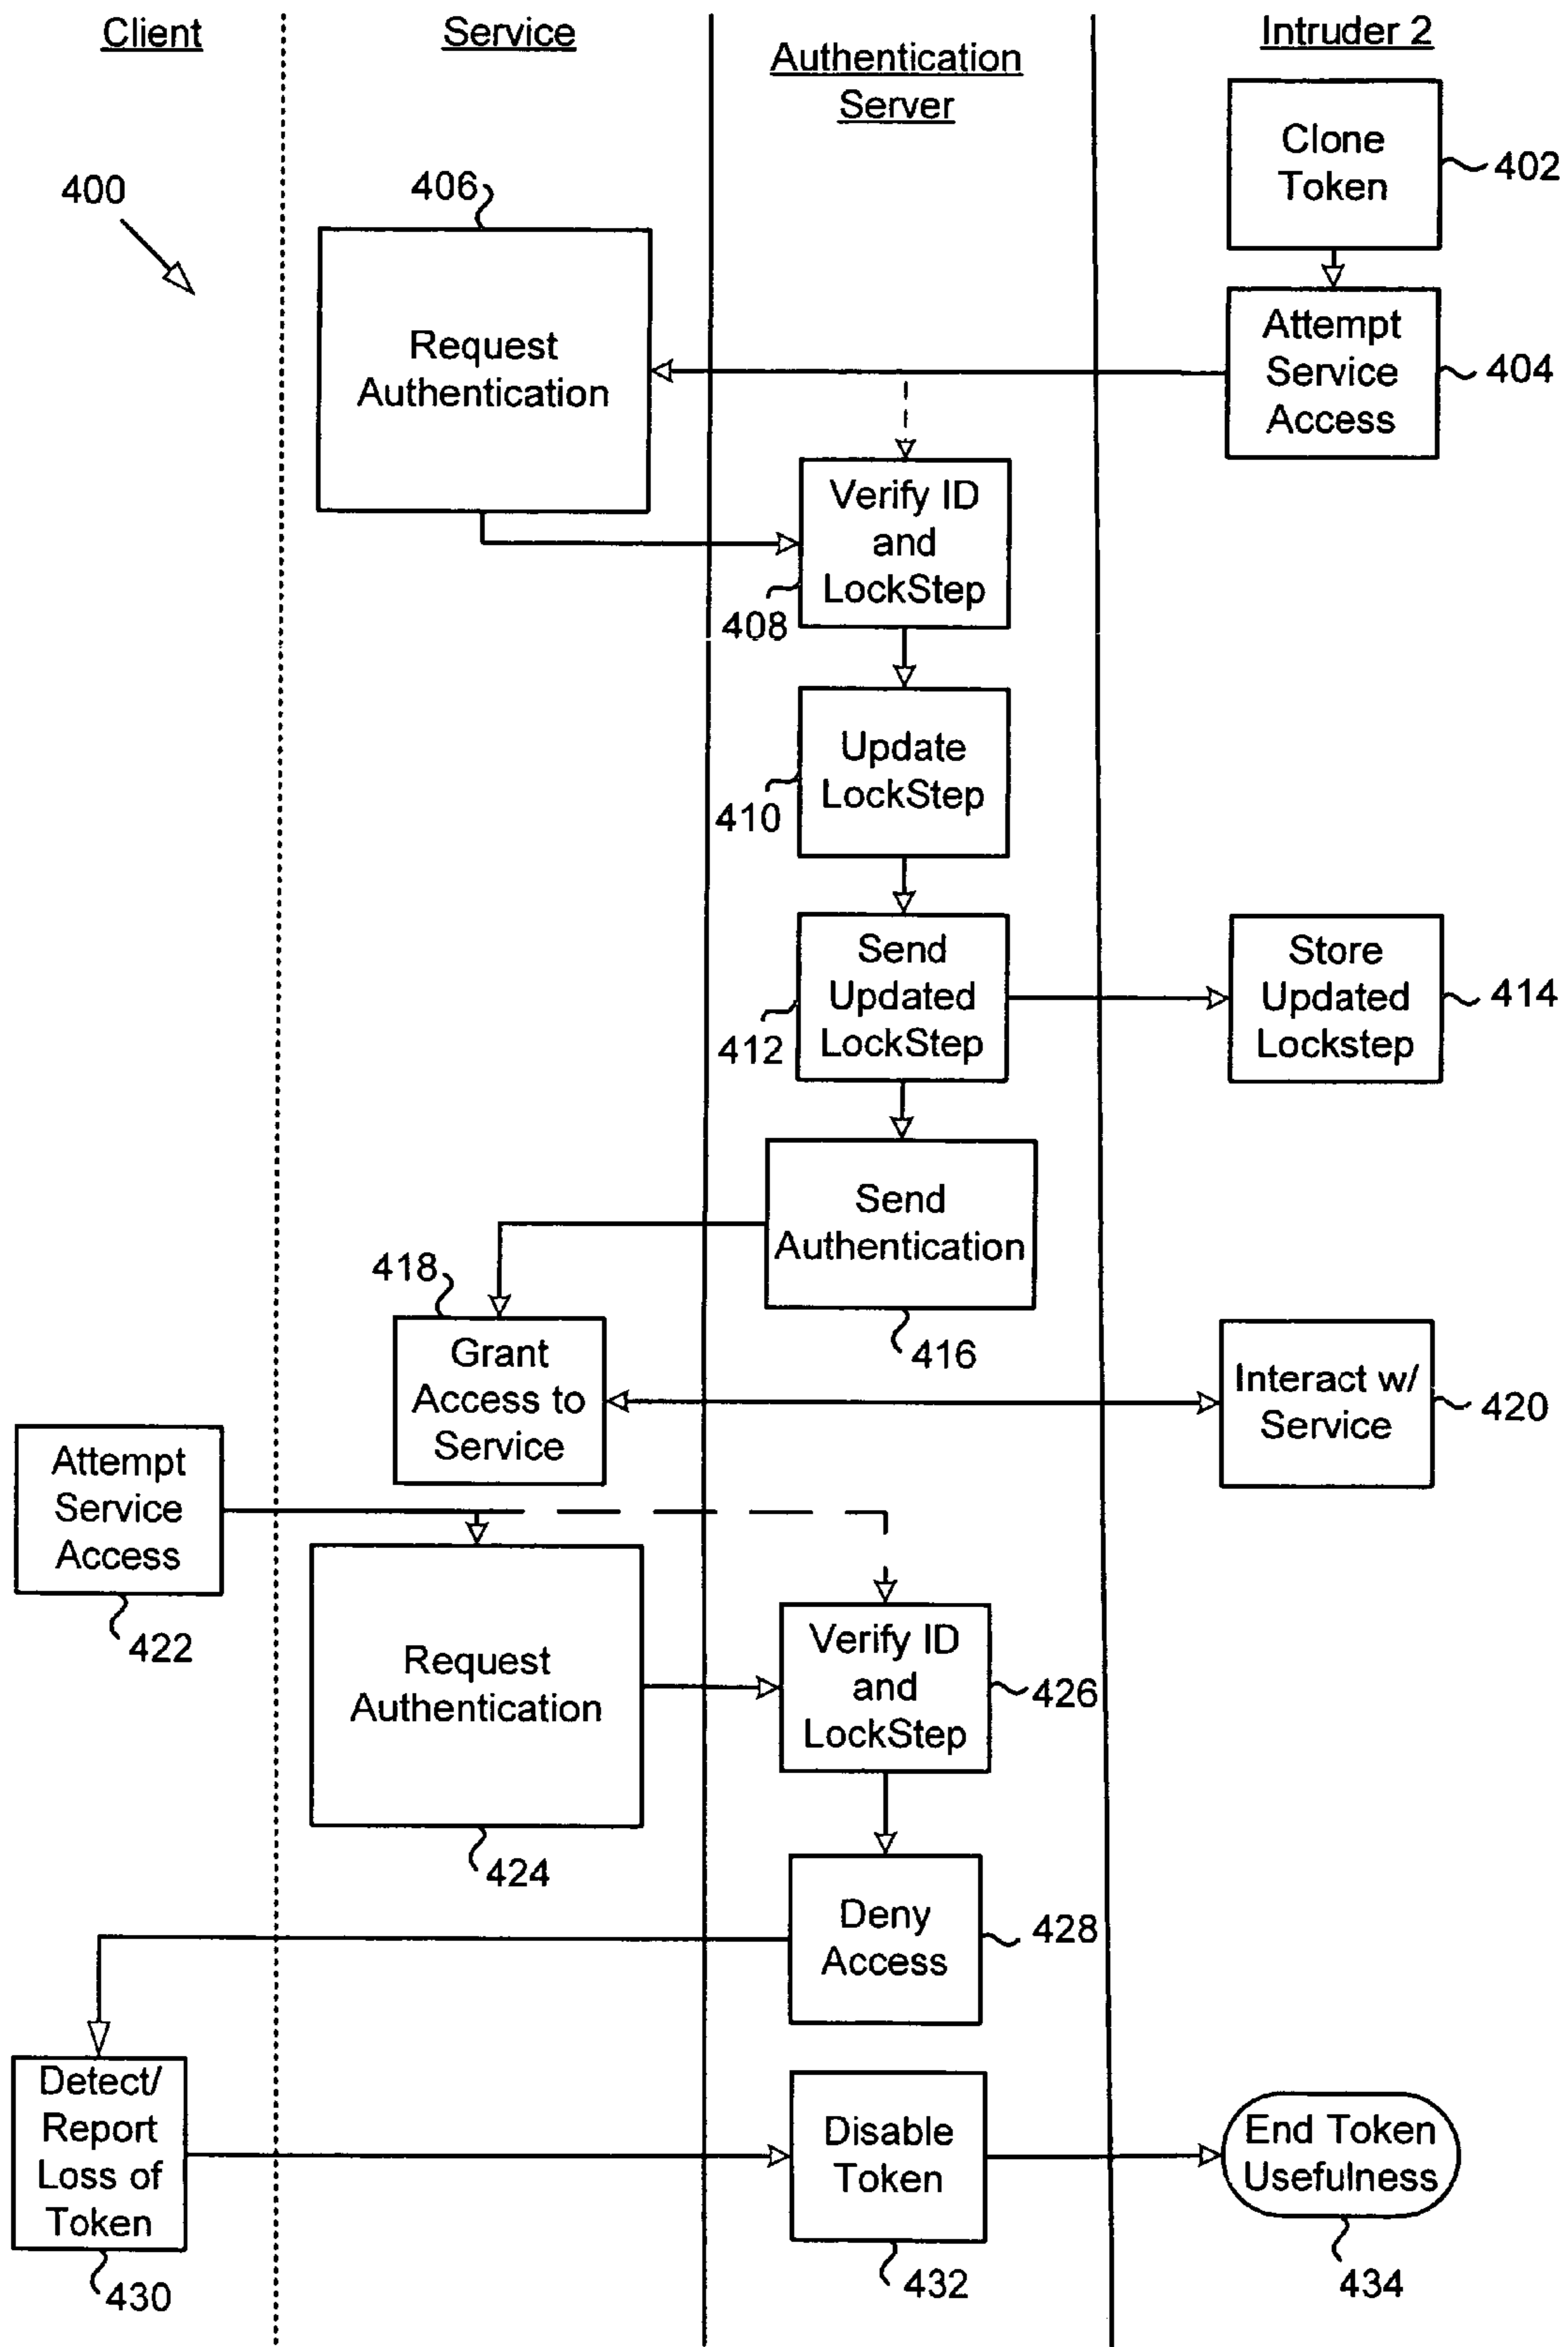 Client
Service
Authentication
Server
Intruder 2
400
406
Clone
Token
402
Request
Authentication
Attempt
Service
Access
404
Verify ID
and
LockStep
408
Update
LockStep
410
Send
Updated
LockStep
412
Store
Updated
Lockstep
414
Send
Authentication
416
418
Grant
Access to
Service
Interact w/
Service
420
Attempt
Service
Access
422
Request
Authentication
424
Verify ID
and
LockStep
426
Deny
Access
428
Detect/
Report
Loss of
Token
430
Disable
Token
432
End Token
Usefulness
434